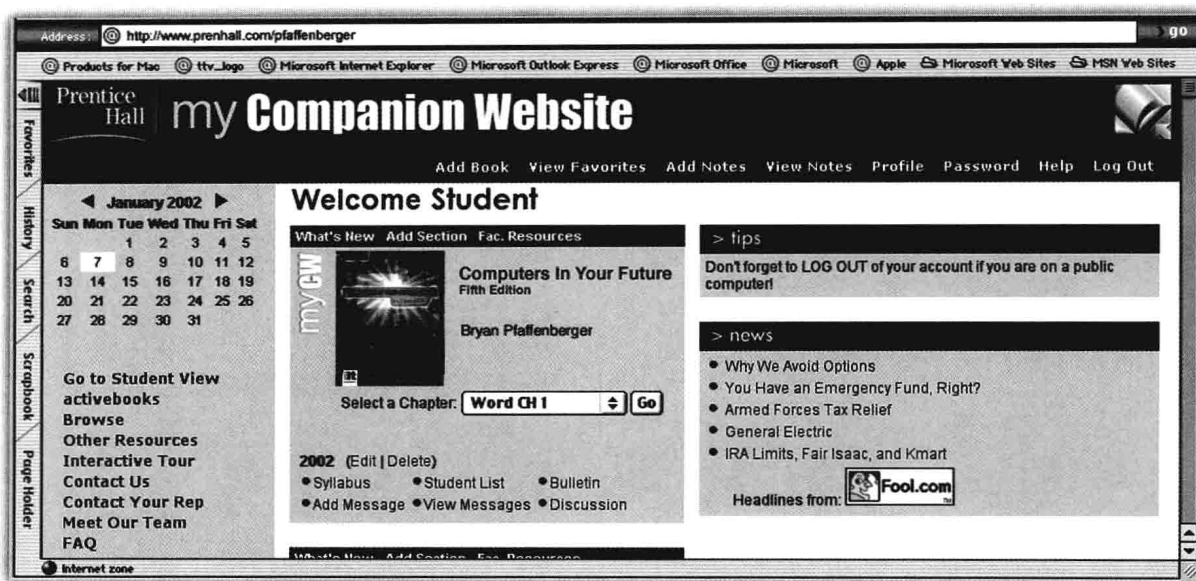 Address: @ http://www.prenhall.com/pfaffenberger go
@ Products for Mac @ ttv_logo @ Microsoft Internet Explorer @ Microsoft Outlook Express @ Microsoft Office @ Microsoft @ Apple Microsoft Web Sites MSN Web Sites
Favorites
History
Search
Scrapbook
Page Holder
Prentice
Hall
my Companion Website
Add Book View Favorites Add Notes View Notes Profile Password Help Log Out
January 2002
Sun Mon Tue Wed Thu Fri Sat
1 2 3 4 5
6 7 8 9 10 11 12
13 14 15 16 17 18 19
20 21 22 23 24 25 26
27 28 29 30 31
Go to Student View
activebooks
Browse
Other Resources
Interactive Tour
Contact Us
Contact Your Rep
Meet Our Team
FAQ
Welcome Student
What's New Add Section Fac. Resources
my CW
Computers In Your Future
Fifth Edition
Bryan Pfaffenberger
Select a Chapter: Word CH 1 Go
2002 (Edit | Delete)
• Syllabus • Student List • Bulletin
• Add Message • View Messages • Discussion
What's New Add Section Fac. Resources
> tips
Don't forget to LOG OUT of your account if you are on a public
computer!
> news
• Why We Avoid Options
• You Have an Emergency Fund, Right?
• Armed Forces Tax Relief
• General Electric
• IRA Limits, Fair Isaac, and Kmart
Headlines from: Fool.com
Internet zone